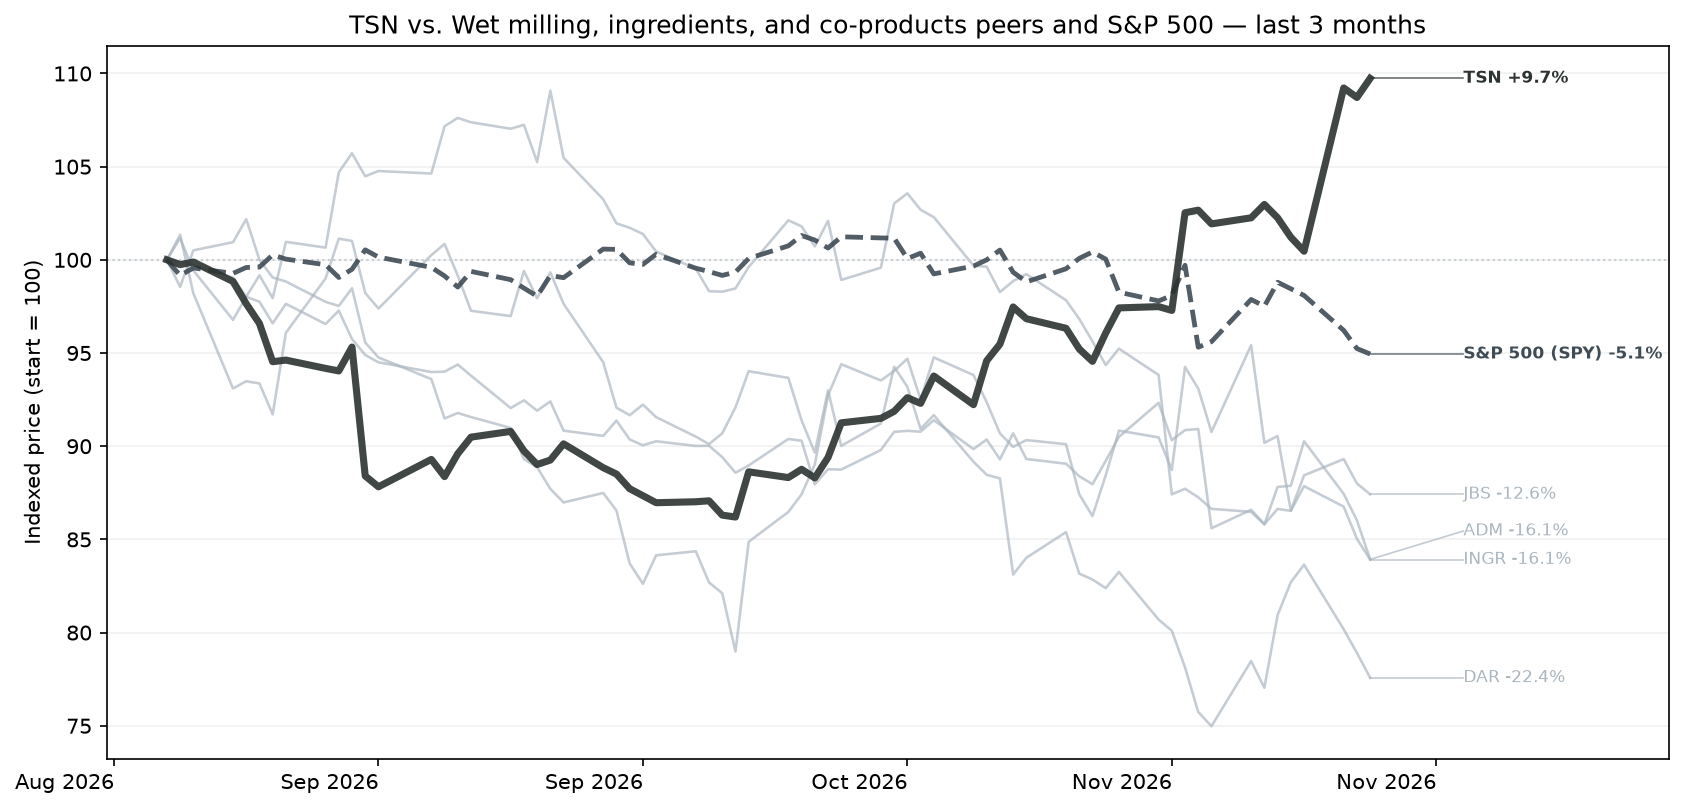 TSN vs. Wet milling, ingredients, and co-products peers and S&P 500 — last 3 months
Indexed price (start = 100)
110
105
100
95
90
85
80
75
TSN +9.7%
S&P 500 (SPY) -5.1%
JBS -12.6%
ADM -16.1%
INGR -16.1%
DAR -22.4%
Aug 2026
Sep 2026
Sep 2026
Oct 2026
Nov 2026
Nov 2026